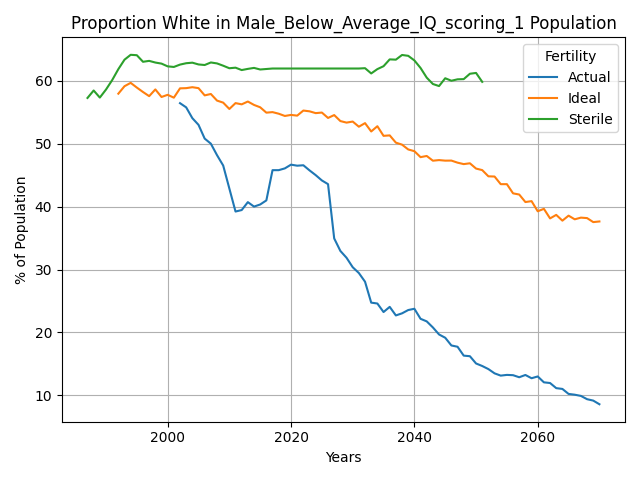 Proportion White in Male_Below_Average_IQ_scoring_1 Population
% of Population
60
50
40
30
20
10
2000
2020
2040
2060
Years
Fertility
Actual
Ideal
Sterile